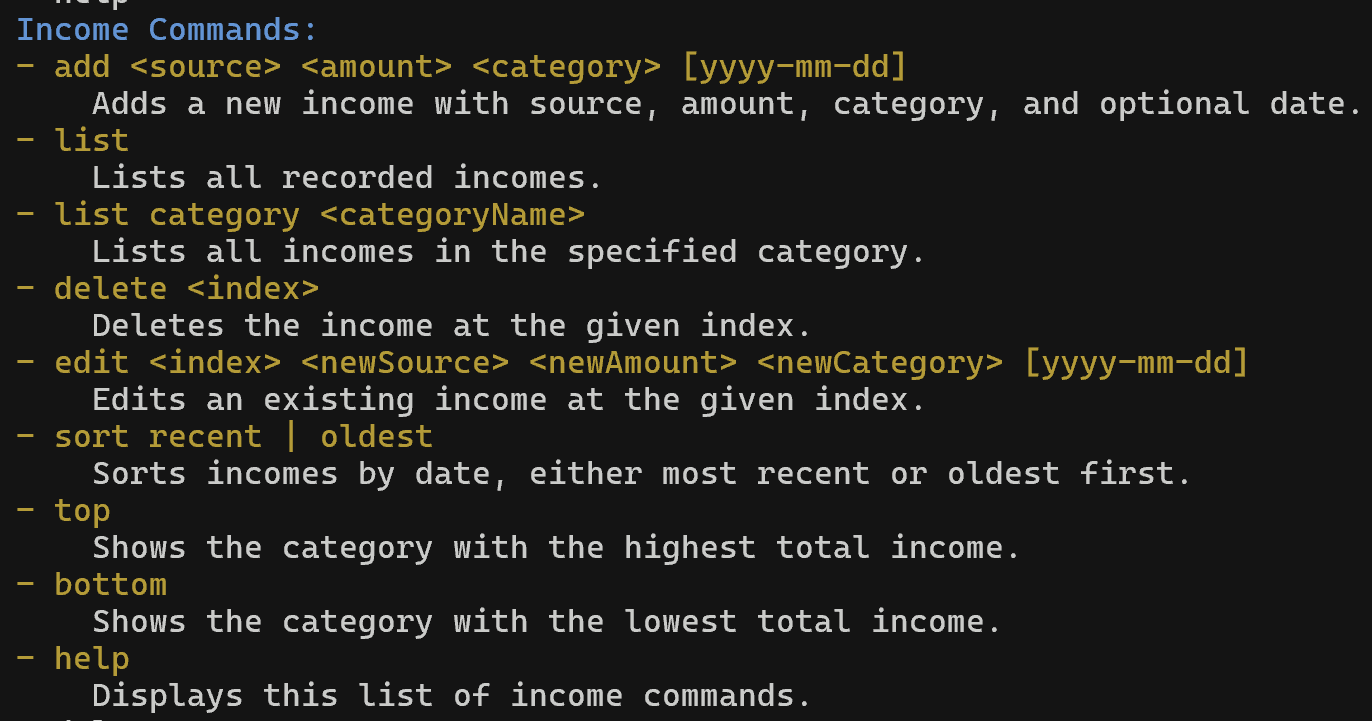 help
Income Commands:
- add <source> <amount> <category> [yyyy-mm-dd]
Adds a new income with source, amount, category, and optional date.
- list
Lists all recorded incomes.
- list category <categoryName>
Lists all incomes in the specified category.
- delete <index>
Deletes the income at the given index.
- edit <index> <newSource> <newAmount> <newCategory> [yyyy-mm-dd]
Edits an existing income at the given index.
- sort recent | oldest
Sorts incomes by date, either most recent or oldest first.
- top
Shows the category with the highest total income.
- bottom
Shows the category with the lowest total income.
- help
Displays this list of income commands.